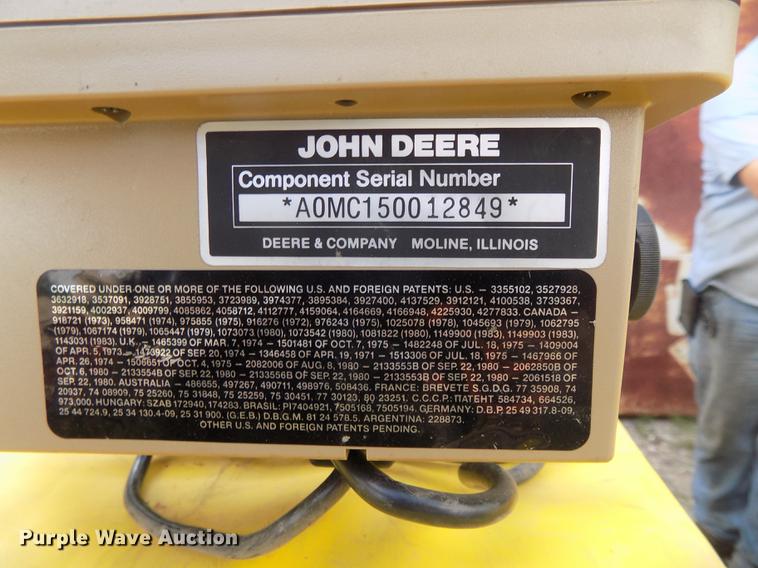 JOHN DEERE
Component Serial Number
*A0MC150012849*
DEERE & COMPANY MOLINE, ILLINOIS
COVERED UNDER ONE OR MORE OF THE FOLLOWING U.S. AND FOREIGN PATENTS: U.S. – 3355102, 3527928,
3632918, 3537091, 3928751, 3855953, 3723989, 3974377, 3895384, 3927400, 4137529, 3912121, 4100538, 3739367,
3921159, 4002937, 4009799, 4085862, 4058712, 4112777, 4159064, 4164669, 4166948, 4225930, 4277833. CANADA –
918721 (1973), 958471 (1974), 975855 (1975), 916276 (1972), 976243 (1975), 1025078 (1978), 1045693 (1979), 1062795
(1979), 1067174 (1979), 1065447 (1979), 1073073 (1980), 1073542 (1980), 1081822 (1980), 1149900 (1983), 1149903 (1983),
1143031 (1983). U.K. – 1465399 OF MAR. 7, 1974 – 1501481 OF OCT. 7, 1975 – 1482248 OF JUL. 18, 1975 – 1409004
OF APR. 5, 1973 – 1473922 OF SEP. 20, 1974 – 1346458 OF APR. 19, 1971 – 1513306 OF JUL. 18, 1975 – 1467966 OF
APR. 26, 1974 – 1505651 OF OCT. 4, 1975 – 2082006 OF AUG. 8, 1980 – 2133555B OF SEP. 22, 1980 – 2062850B OF
OCT. 6, 1980 – 2133554B OF SEP. 22, 1980 – 2133556B OF SEP. 22, 1980 – 2133553B OF SEP. 22, 1980 – 2061518 OF
SEP. 22, 1980. AUSTRALIA – 486655, 497267, 490711, 498976, 508436. FRANCE: BREVETE S.G.D.G. 77 35908, 74
20937, 74 08909, 75 25260, 75 31848, 75 25259, 75 30451, 77 30123, 80 23251. C.C.C.P.: ПАТЕНТ 584734, 664526,
973.000. HUNGARY: SZAB 172940, 174283. BRASIL: PI7404921, 7505168, 7505194. GERMANY: D.B.P. 25 49 317.8-09,
25 44 724.9, 25 34 130.4-09, 25 31 900. (G.E.B.) D.B.G.M. 81 24 578.5. ARGENTINA: 228873.
OTHER U.S. AND FOREIGN PATENTS PENDING.
Purple Wave Auction